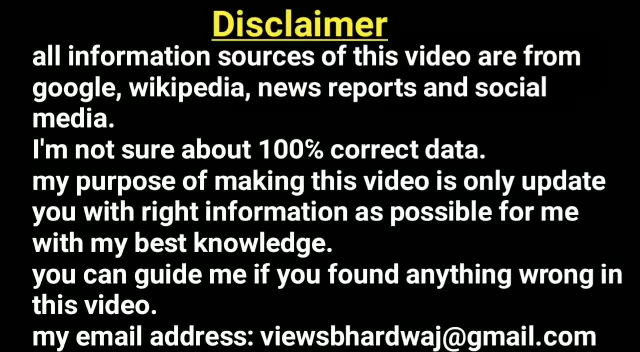 Disclaimer
all information sources of this video are from
google, wikipedia, news reports and social
media.
I'm not sure about 100℅ correct data.
my purpose of making this video is only update
you with right information as possible for me
with my best knowledge.
you can guide me if you found anything wrong in
this video.
my email address: viewsbhardwaj@gmail.com